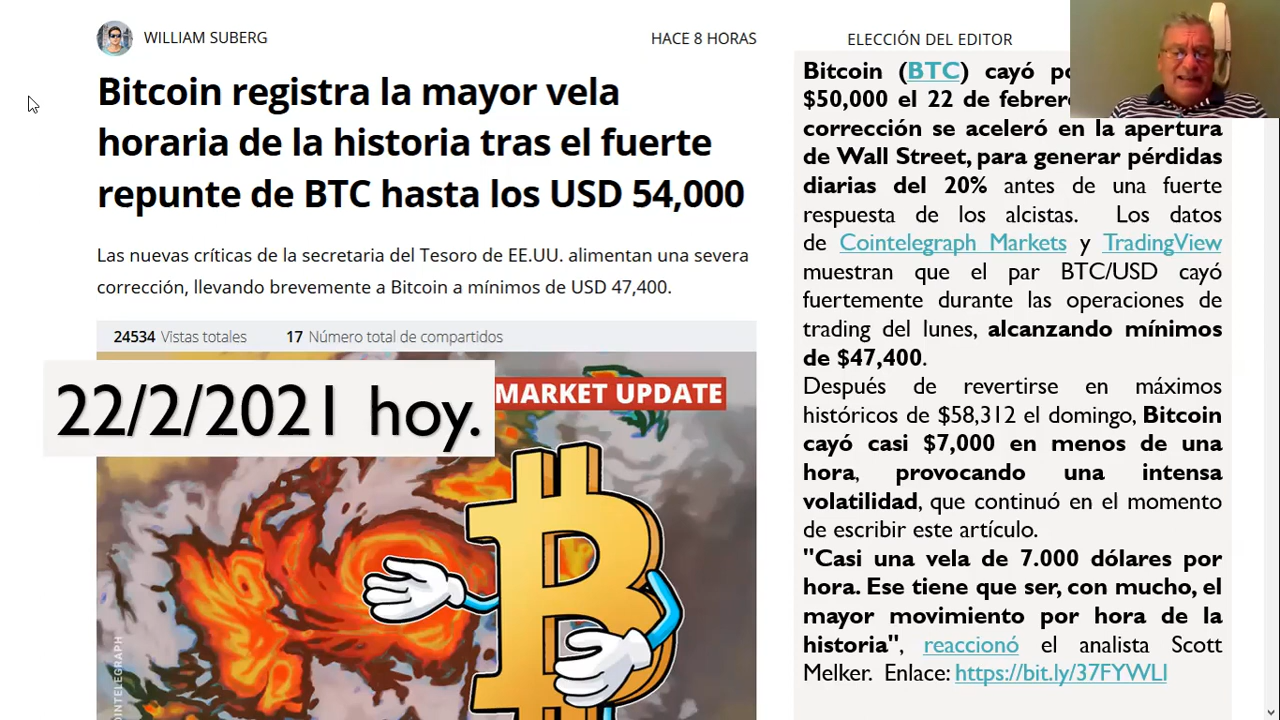 WILLIAM SUBERG
HACE 8 HORAS
Bitcoin registra la mayor vela
horaria de la historia tras el fuerte
repunte de BTC hasta los USD 54,000
Las nuevas críticas de la secretaria del Tesoro de EE.UU. alimentan una severa
corrección, llevando brevemente a Bitcoin a mínimos de USD 47,400.
24534 Vistas totales 17 Número total de compartidos
MARKET UPDATE
22/2/2021 hoy.
COINTELEGRAPH
ELECCIÓN DEL EDITOR
Bitcoin (BTC) cayó
$50,000 el 22 de
corrección se aceleró en la apertura
de Wall Street, para generar pérdidas
diarias del 20% antes de una fuerte
respuesta de los alcistas. Los datos
de Cointelegraph Markets y TradingView
muestran que el par BTC/USD cayó
fuertemente durante las operaciones de
trading del lunes, alcanzando mínimos
de $47,400.
Después de revertirse en máximos
históricos de $58,312 el domingo, Bitcoin
cayó casi $7,000 en menos de una
hora, provocando una intensa
volatilidad, que continuó en el momento
de escribir este artículo.
"Casi una vela de 7.000 dólares por
hora. Ese tiene que ser, con mucho, el
mayor movimiento por hora de la
historia", reaccionó el analista Scott
Melker. Enlace: https://bit.ly/37FYWLI